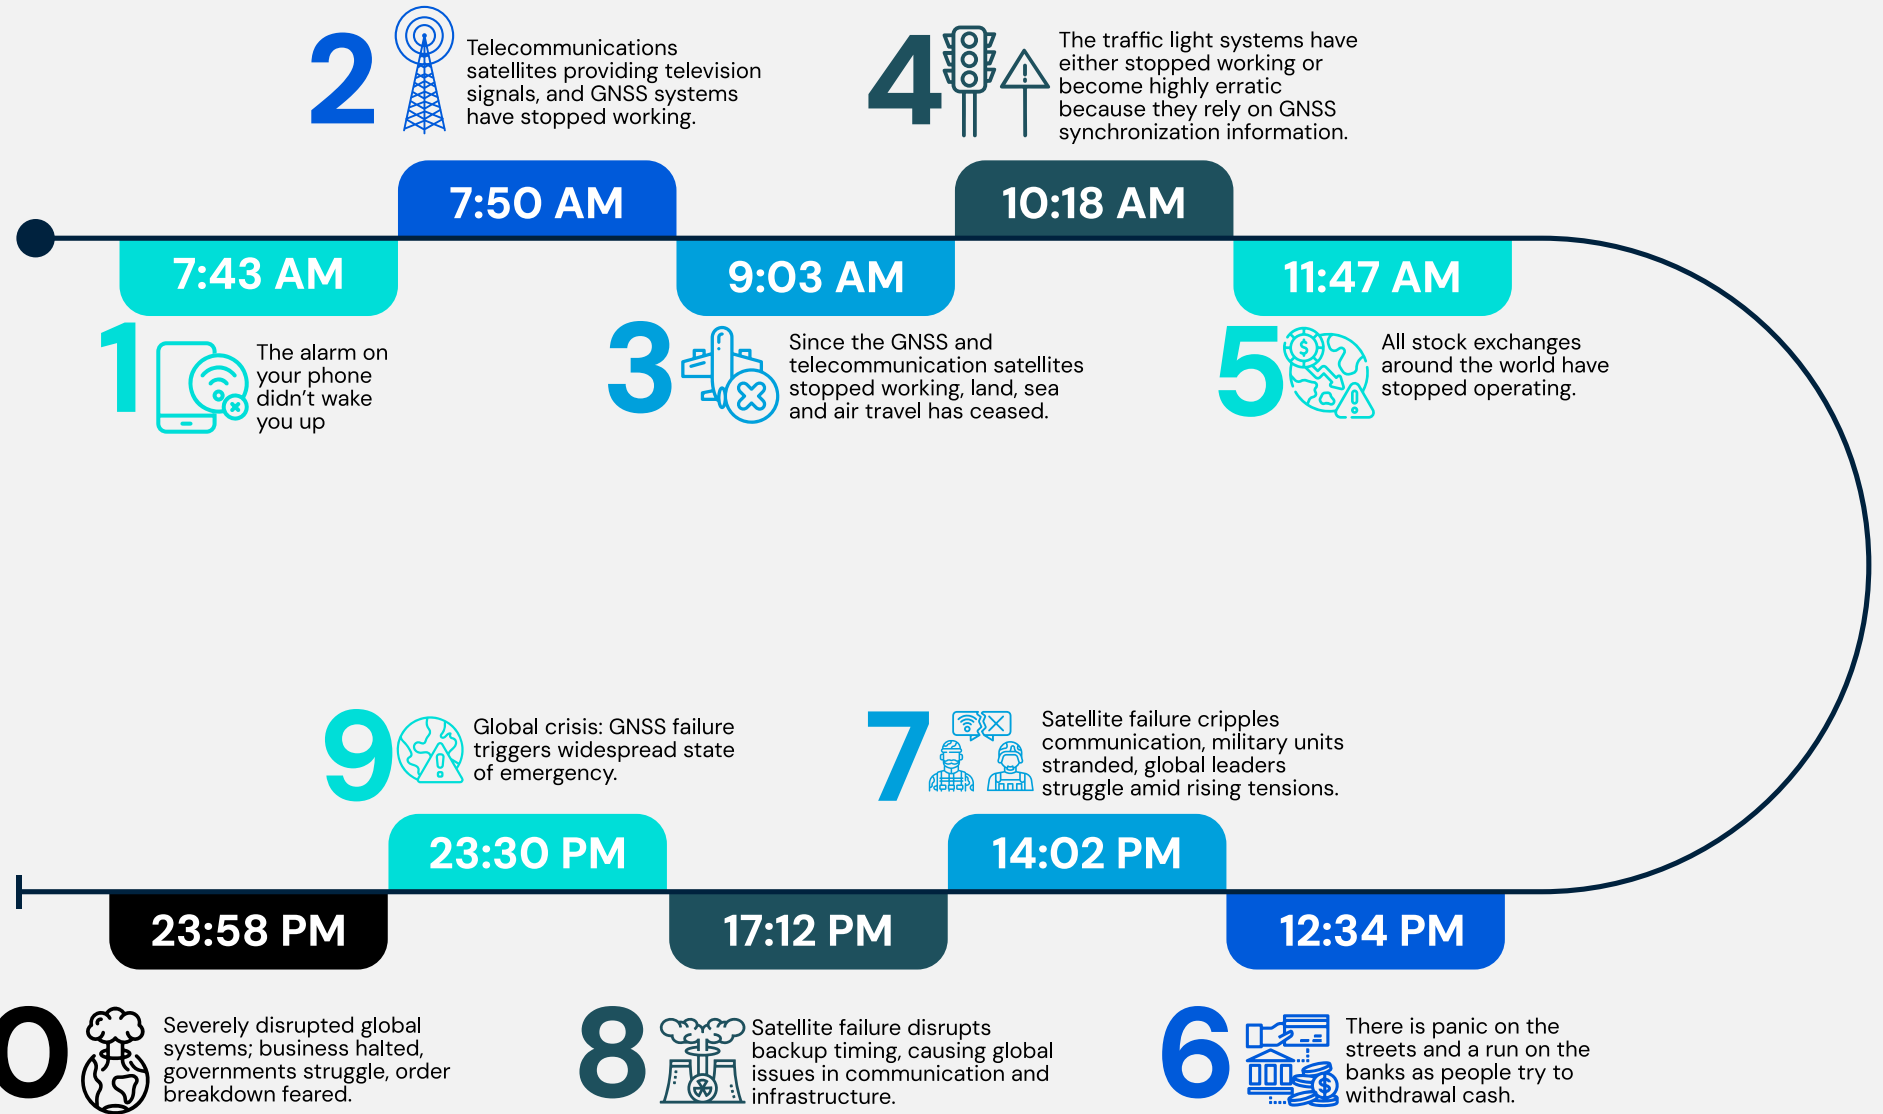 2
Telecommunications
satellites providing television
signals, and GNSS systems
have stopped working.
4
The traffic light systems have
either stopped working or
become highly erratic
because they rely on GNSS
synchronization information.
7:50 AM
10:18 AM
7:43 AM
9:03 AM
11:47 AM
1
The alarm on
your phone
didn't wake
you up
3
Since the GNSS and
telecommunication satellites
stopped working, land, sea
and air travel has ceased.
5
All stock exchanges
around the world have
stopped operating.
9
Global crisis: GNSS failure
triggers widespread state
of emergency.
7
Satellite failure cripples
communication, military units
stranded, global leaders
struggle amid rising tensions.
23:30 PM
14:02 PM
23:58 PM
17:12 PM
12:34 PM
0
Severely disrupted global
systems; business halted,
governments struggle, order
breakdown feared.
8
Satellite failure disrupts
backup timing, causing global
issues in communication and
infrastructure.
6
There is panic on the
streets and a run on the
banks as people try to
withdrawal cash.